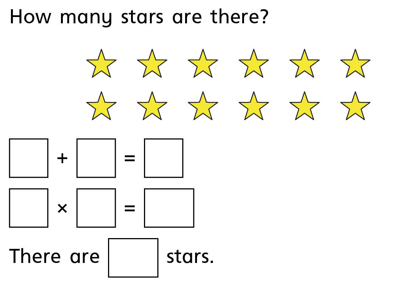 How many stars are there?
+ =
× =
There are stars.